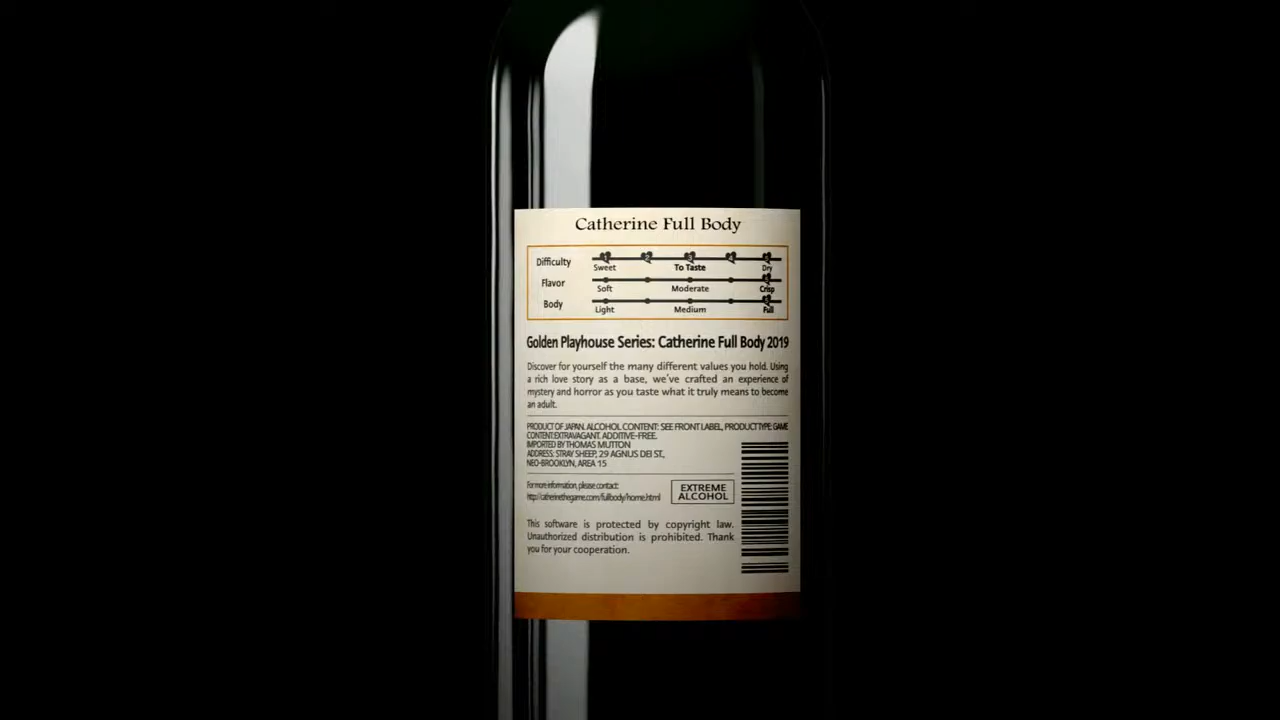 Catherine Full Body
Difficulty
Sweet To Taste Dry
Flavor
Soft Moderate Crisp
Body
Light Medium Full
Golden Playhouse Series: Catherine Full Body 2019
Discover for yourself the many different values you hold. Using
a rich love story as a base, we've crafted an experience of
mystery and horror as you taste what it truly means to become
an adult.
PRODUCT OF JAPAN. ALCOHOL CONTENT: SEE FRONT LABEL, PRODUCT TYPE: GAME
CONTENT:EXTRAVAGANT. ADDITIVE-FREE.
IMPORTED BY THOMAS MUTTON
ADDRESS: STRAY SHEEP, 29 AGNUS DEI ST.,
NEO-BROOKLYN, AREA 15
For more information, please contact:
http://catherinethegame.com/fullbody/home.html
EXTREME
ALCOHOL
This software is protected by copyright law.
Unauthorized distribution is prohibited. Thank
you for your cooperation.